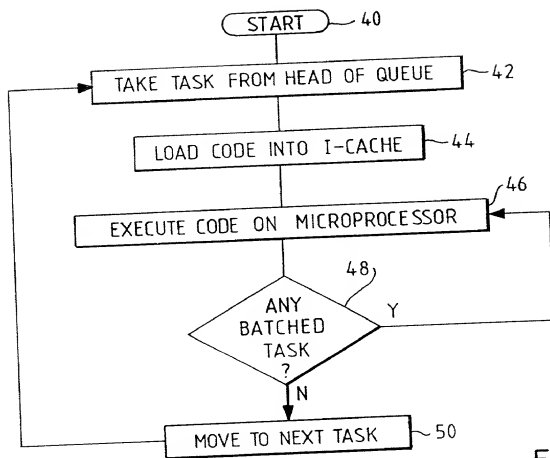 START
40
TAKE TASK FROM HEAD OF QUEUE
42
LOAD CODE INTO I-CACHE
44
46
EXECUTE CODE ON MICROPROCESSOR
48
ANY
BATCHED
TASK
?
Y
N
MOVE TO NEXT TASK
50